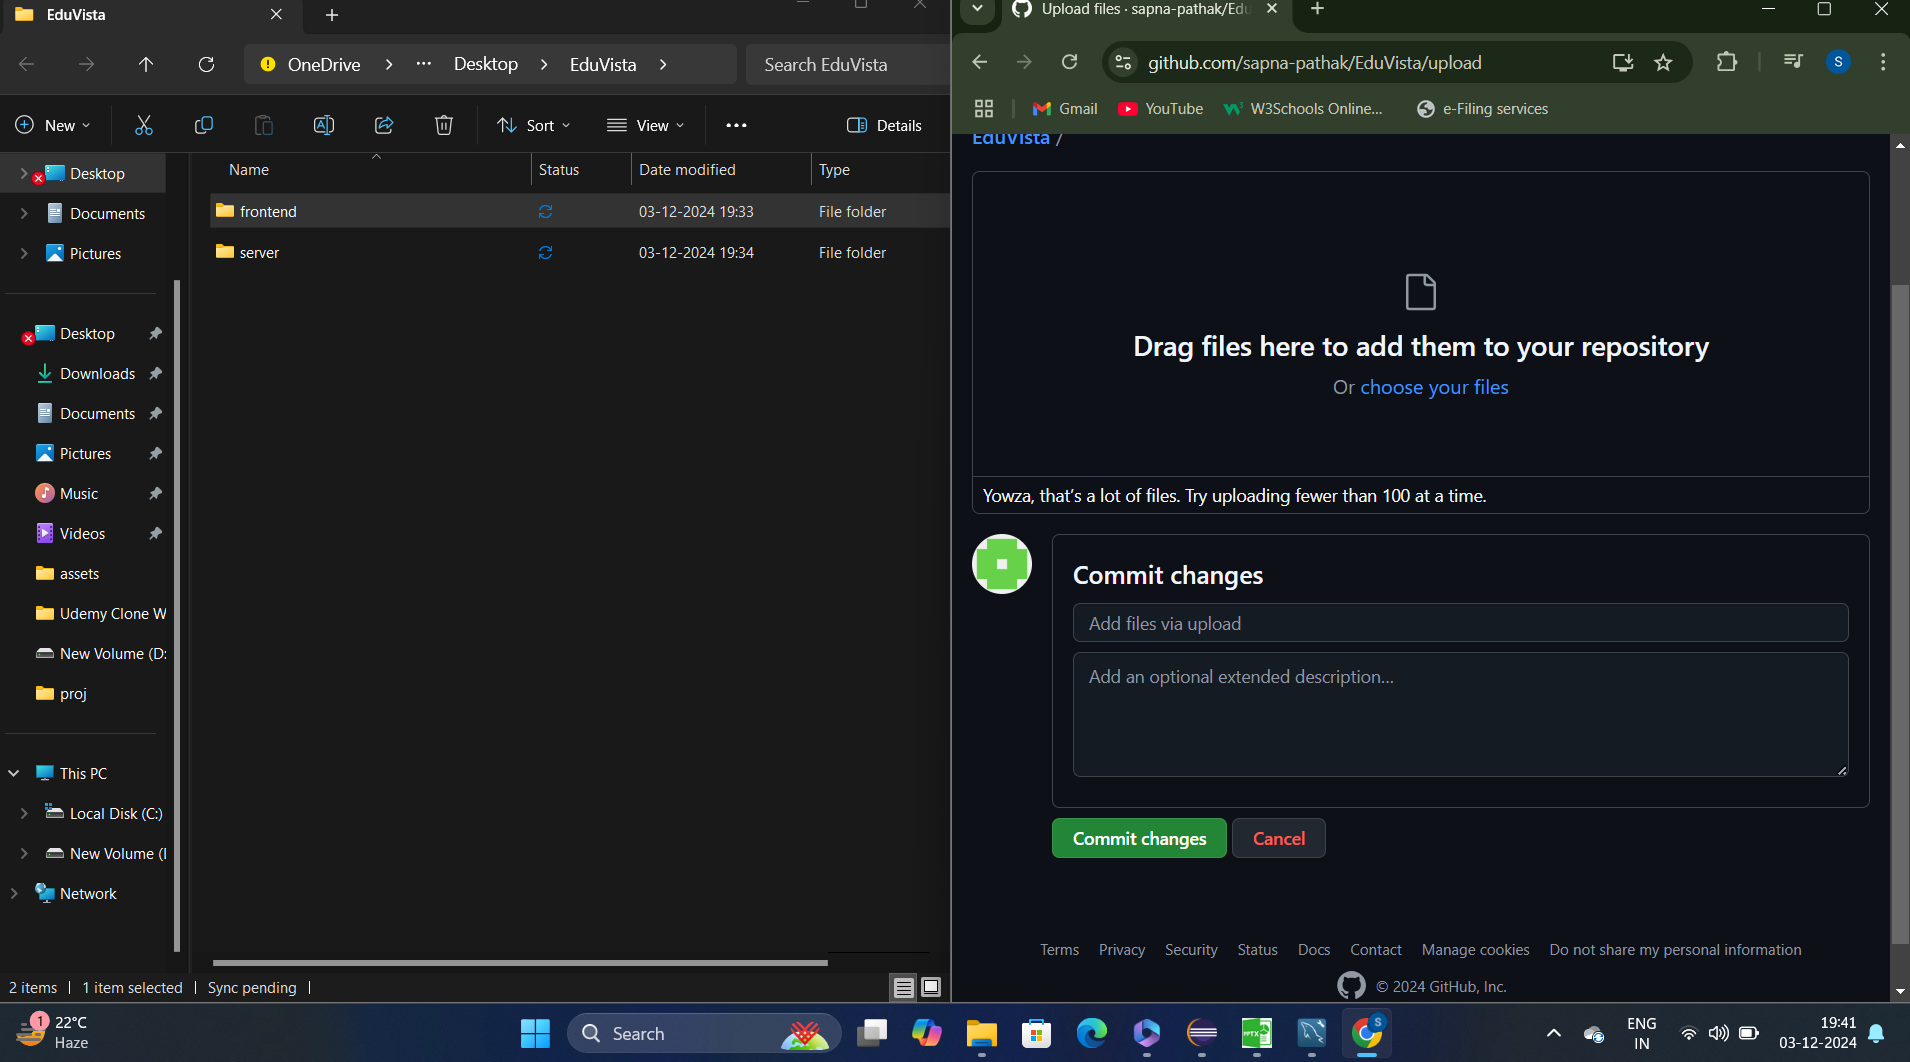 EduVista
Upload files · sapna-pathak/Edu
OneDrive
Desktop
EduVista
Search EduVista
github.com/sapna-pathak/EduVista/upload
New
Sort
View
Details
Gmail
YouTube
W3Schools Online...
e-Filing services
Name
Status
Date modified
Type
frontend
03-12-2024 19:33
File folder
server
03-12-2024 19:34
File folder
Desktop
Documents
Pictures
Desktop
Downloads
Documents
Pictures
Music
Videos
assets
Udemy Clone W
New Volume (D:
proj
This PC
Local Disk (C:)
New Volume (
Network
2 items
1 item selected
Sync pending
EduVista /
Drag files here to add them to your repository
Or choose your files
Yowza, that's a lot of files. Try uploading fewer than 100 at a time.
Commit changes
Add files via upload
Add an optional extended description...
Commit changes
Cancel
Terms
Privacy
Security
Status
Docs
Contact
Manage cookies
Do not share my personal information
© 2024 GitHub, Inc.
1
22°C
Haze
Search
S
S
PPTX
ENG
IN
19:41
03-12-2024